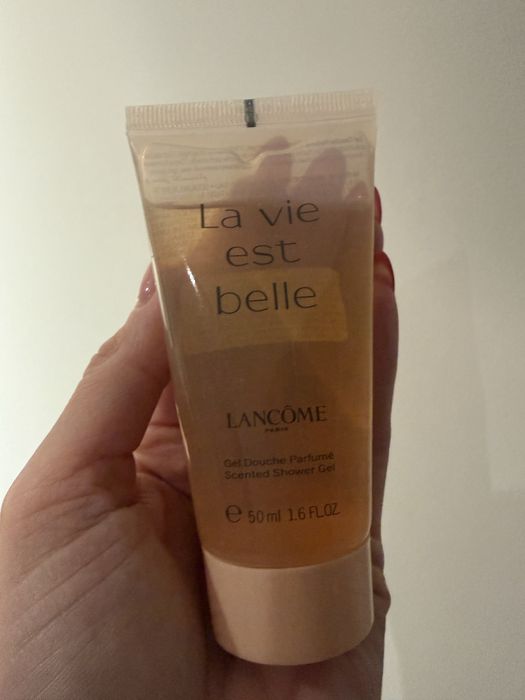 La vie
est
belle
LANCÔME
PARIS
Gel Douche Parfumé
Scented Shower Gel
e 50 ml 1.6 FL.OZ